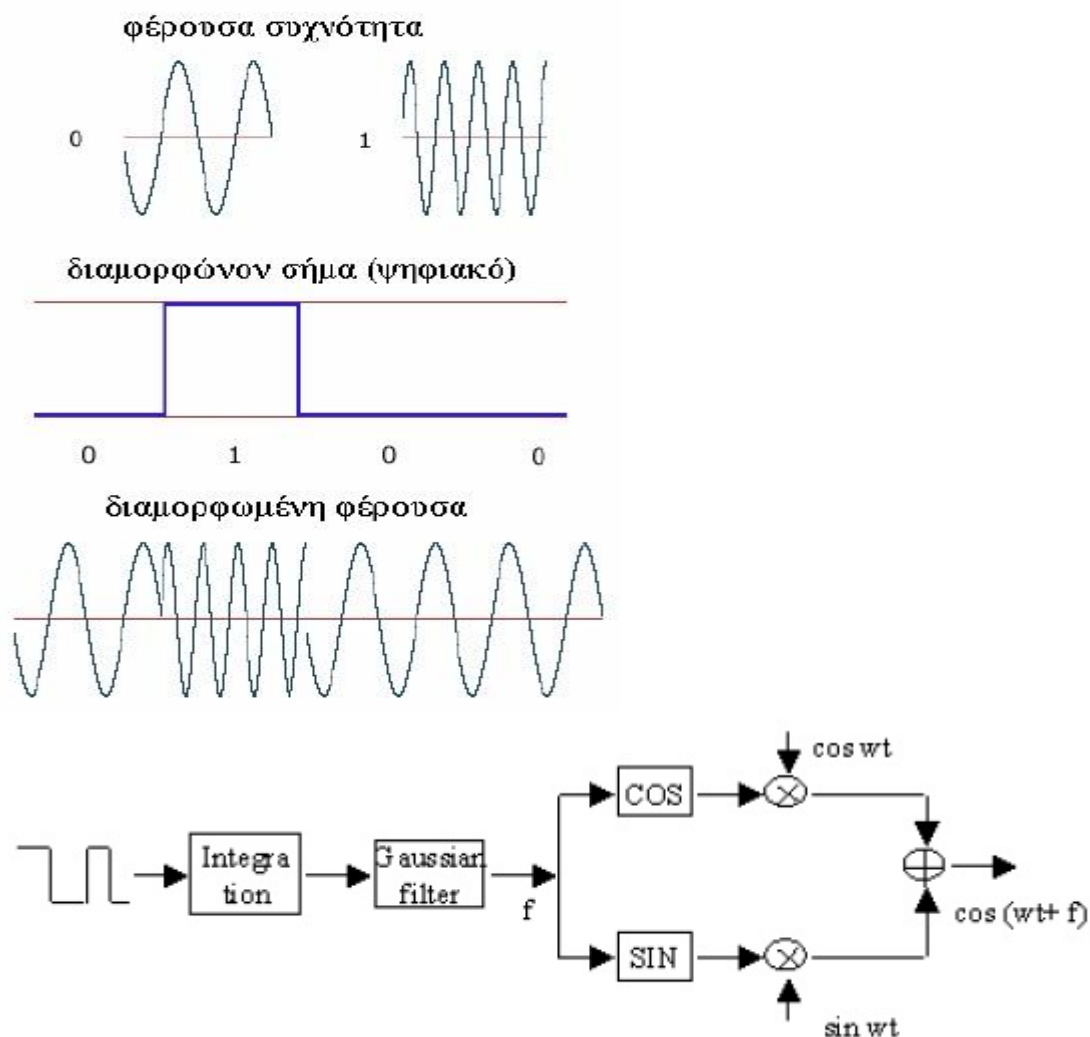 φέρουσα συχνότητα
0
1
διαμορφώνον σήμα (ψηφιακό)
0 1 0 0
διαμορφωμένη φέρουσα
cos wt
COS
Integra
tion
Gaussian
filter
f
cos (wt+ f)
SIN
sin wt